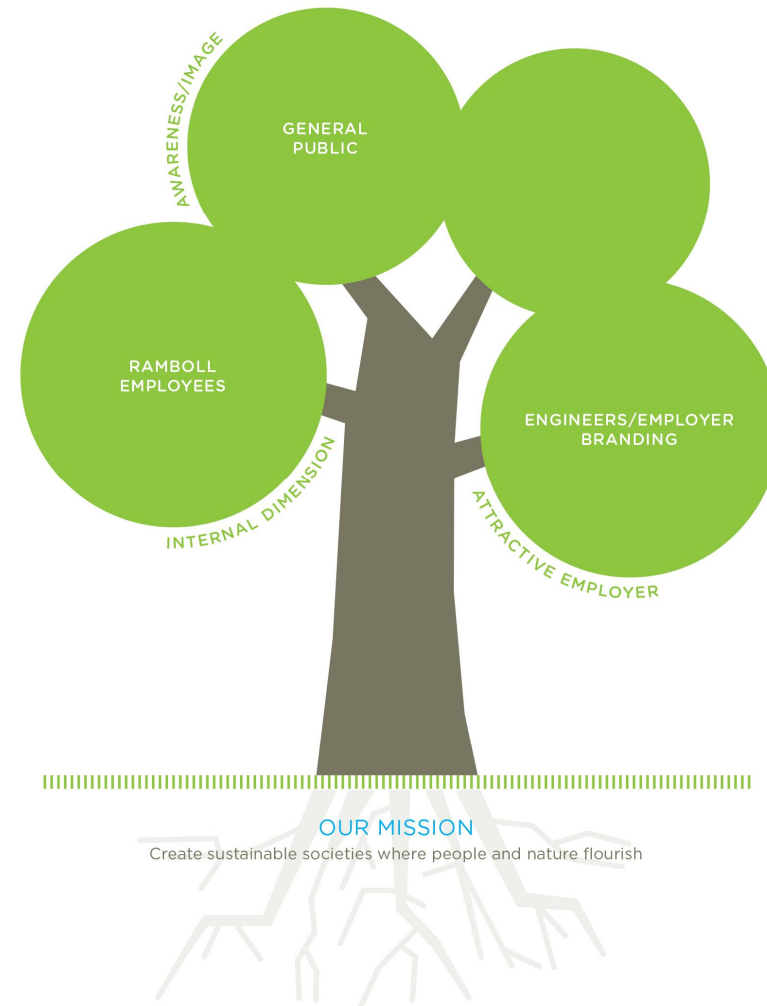 AWARENESS/IMAGE
GENERAL
PUBLIC
RAMBOLL
EMPLOYEES
INTERNAL DIMENSION
ENGINEERS/EMPLOYER
BRANDING
ATTRACTIVE EMPLOYER
OUR MISSION
Create sustainable societies where people and nature flourish